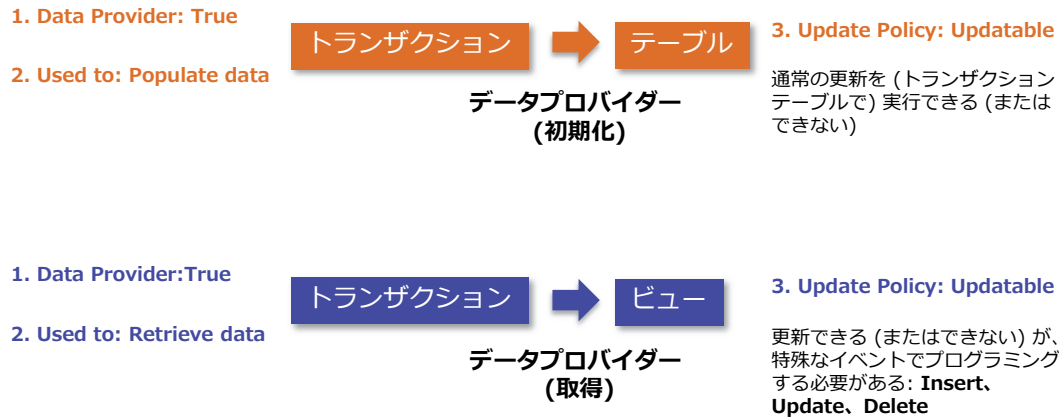 1. Data Provider: True
2. Used to: Populate data
トランザクション
テーブル
データプロバイダー
(初期化)
3. Update Policy: Updatable
通常の更新を (トランザクション
テーブルで) 実行できる (または
できない)
1. Data Provider:True
2. Used to: Retrieve data
トランザクション
ビュー
データプロバイダー
(取得)
3. Update Policy: Updatable
更新できる (またはできない) が、
特殊なイベントでプログラミング
する必要がある: Insert、
Update、Delete